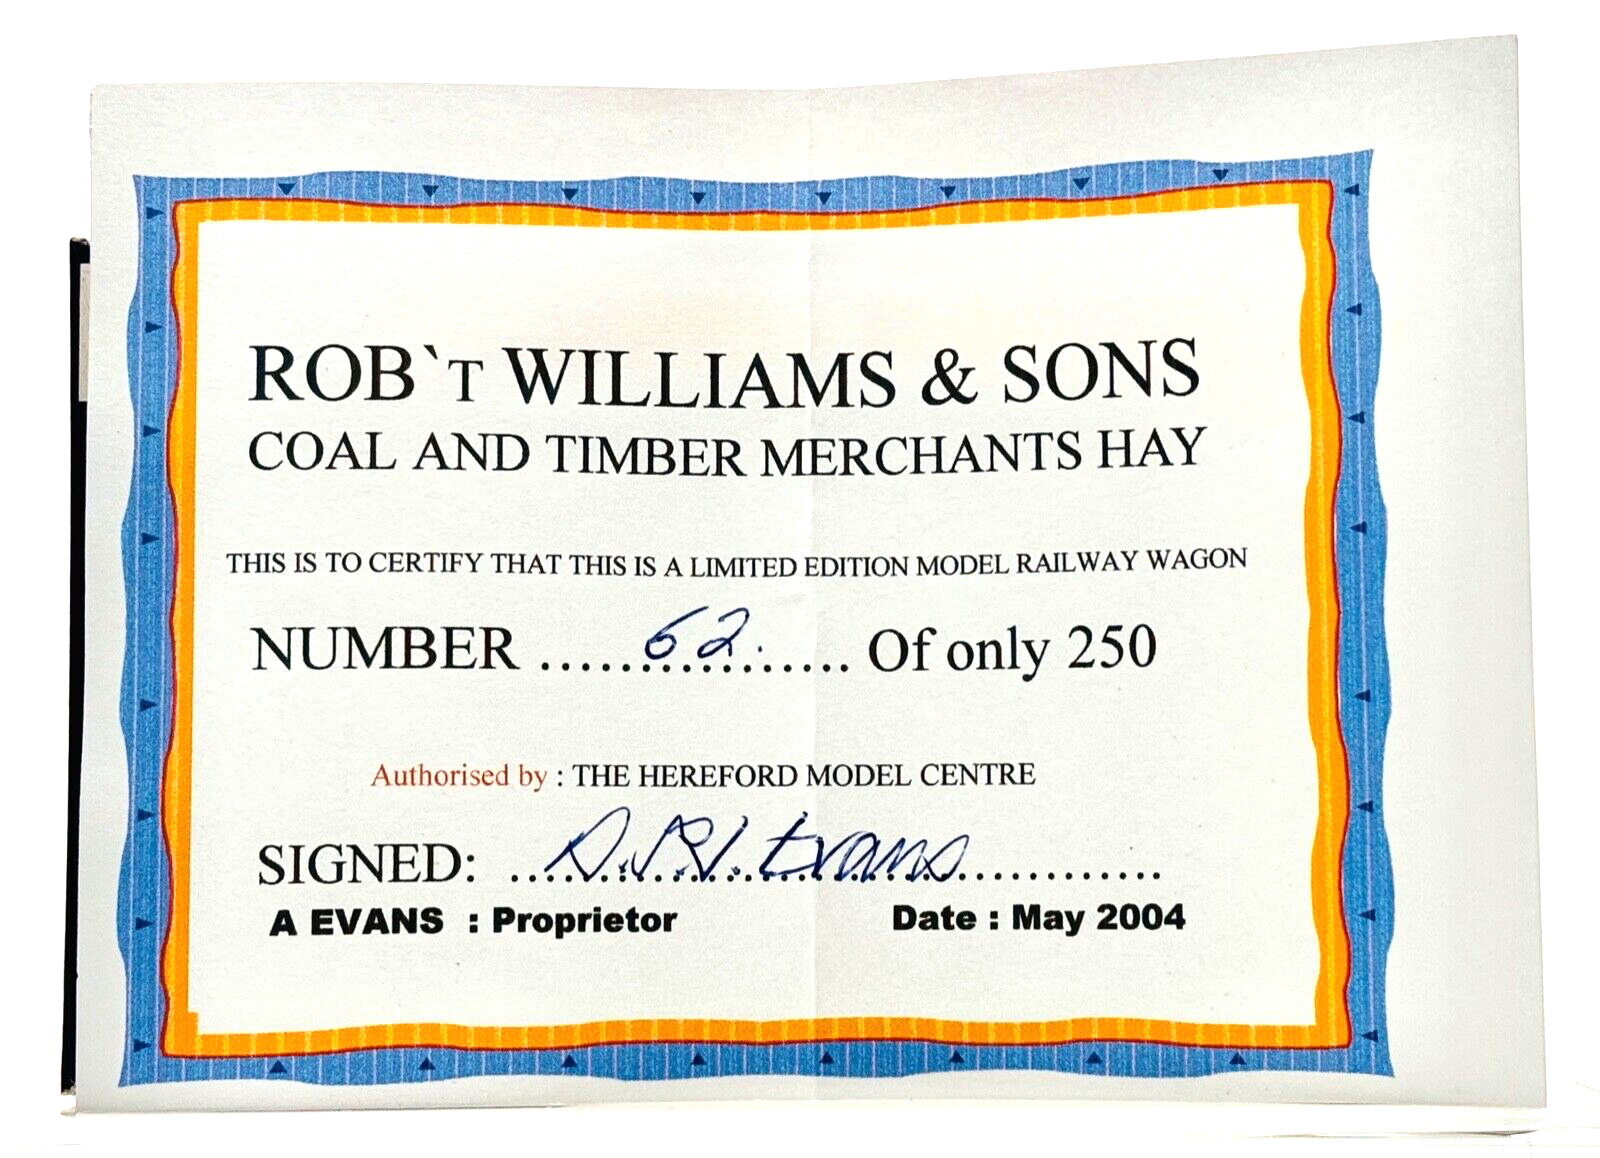 ROB`T WILLIAMS & SONS
COAL AND TIMBER MERCHANTS HAY
THIS IS TO CERTIFY THAT THIS IS A LIMITED EDITION MODEL RAILWAY WAGON
NUMBER ......62......... Of only 250
Authorised by : THE HEREFORD MODEL CENTRE
SIGNED: ... Evans ............
A EVANS : Proprietor Date : May 2004